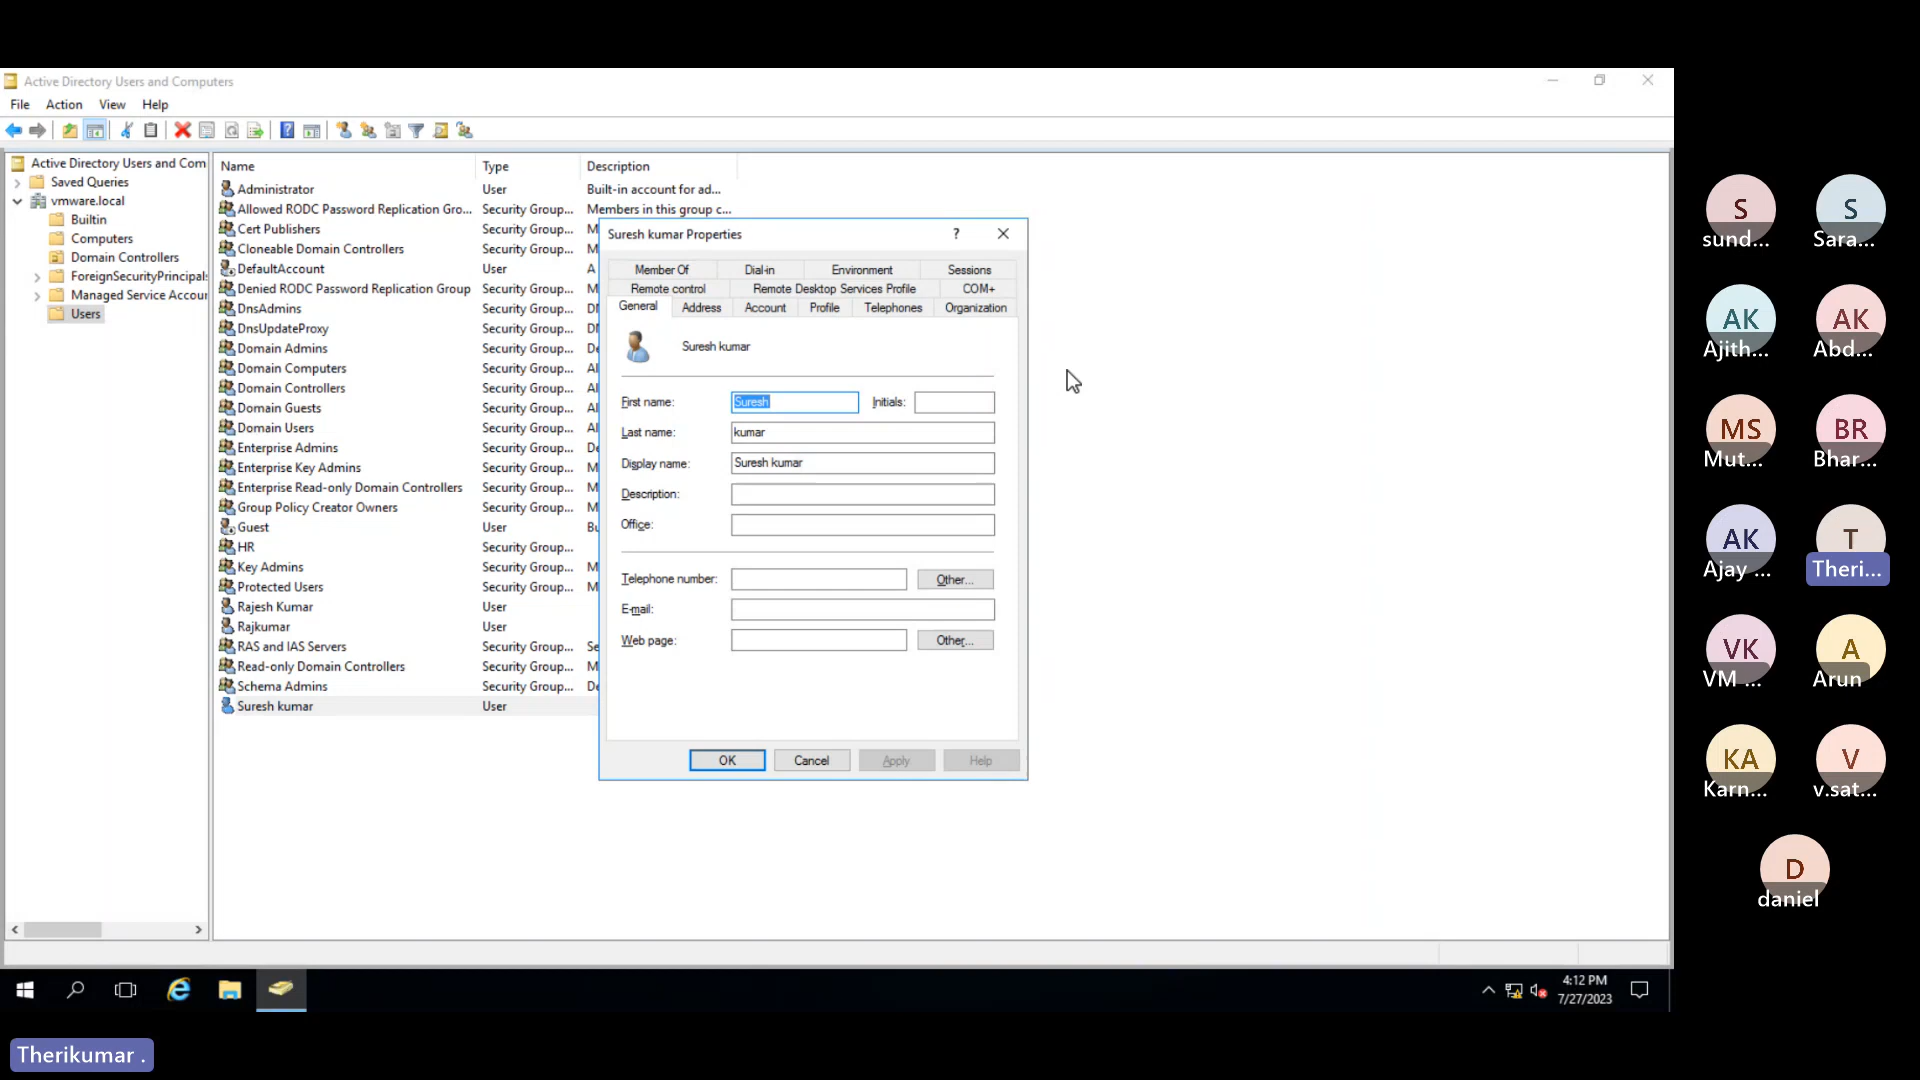 Active Directory Users and Computers
File Action View Help
Active Directory Users and Com
Saved Queries
vmware.local
Builtin
Computers
Domain Controllers
ForeignSecurityPrincipals
Managed Service Accour
Users
Name Type Description
Administrator User Built-in account for ad...
Allowed RODC Password Replication Gro... Security Group... Members in this group c...
Cert Publishers Security Group... M
Cloneable Domain Controllers Security Group... M
DefaultAccount User A
Denied RODC Password Replication Group Security Group... M
DnsAdmins Security Group... D
DnsUpdateProxy Security Group... D
Domain Admins Security Group... De
Domain Computers Security Group... Al
Domain Controllers Security Group... Al
Domain Guests Security Group... Al
Domain Users Security Group... Al
Enterprise Admins Security Group... De
Enterprise Key Admins Security Group... M
Enterprise Read-only Domain Controllers Security Group... M
Group Policy Creator Owners Security Group... M
Guest User Bu
HR Security Group...
Key Admins Security Group... M
Protected Users Security Group... M
Rajesh Kumar User
Rajkumar User
RAS and IAS Servers Security Group... Se
Read-only Domain Controllers Security Group... M
Schema Admins Security Group... De
Suresh kumar User
Suresh kumar Properties ?
Member Of Dial-in Environment Sessions
Remote control Remote Desktop Services Profile COM+
General Address Account Profile Telephones Organization
Suresh kumar
First name: Suresh Initials:
Last name: kumar
Display name: Suresh kumar
Description:
Office:
Telephone number: Other...
E-mail:
Web page: Other...
OK Cancel Apply Help
4:12 PM
7/27/2023
S S
sund... Sara...
AK AK
Ajith... Abd...
MS BR
Mut... Bhar...
AK T
Ajay ... Theri...
VK A
VM ... Arun
KA V
Karn... v.sat...
D
daniel
Therikumar .